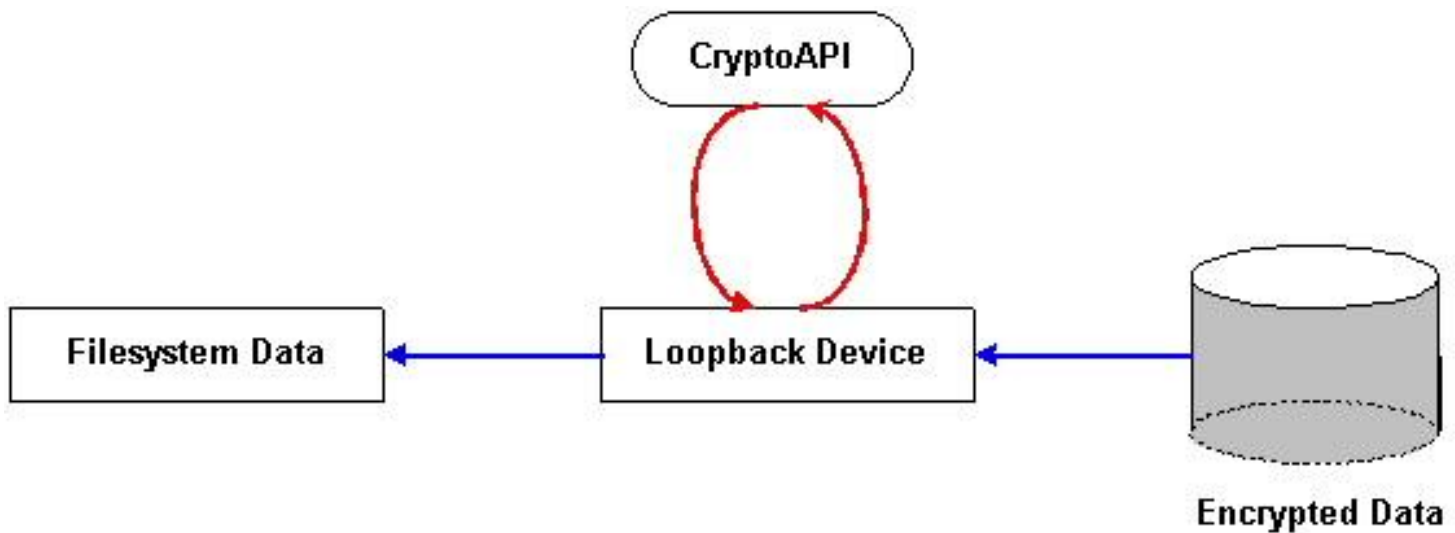 CryptoAPI
Filesystem Data
Loopback Device
Encrypted Data